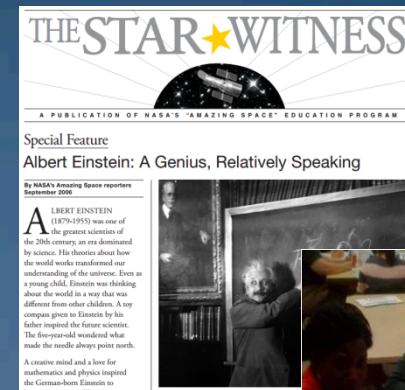 THE STAR WITNESS
A PUBLICATION OF NASA'S "AMAZING SPACE" EDUCATION PROGRAM
Special Feature
Albert Einstein: A Genius, Relatively Speaking
By NASA's Amazing Space reporters
September 2006
ALBERT EINSTEIN
(1879-1955) was one of
the greatest scientists of
the 20th century, an era dominated
by science. His theories about how
the world works transformed our
understanding of the universe. Even as
a young child, Einstein was thinking
about the world in a way that was
different from other children. A toy
compass given to Einstein by his
father inspired the future scientist.
The five-year-old wondered what
made the needle always point north.
A creative mind and a love for
mathematics and physics inspired
the German-born Einstein to